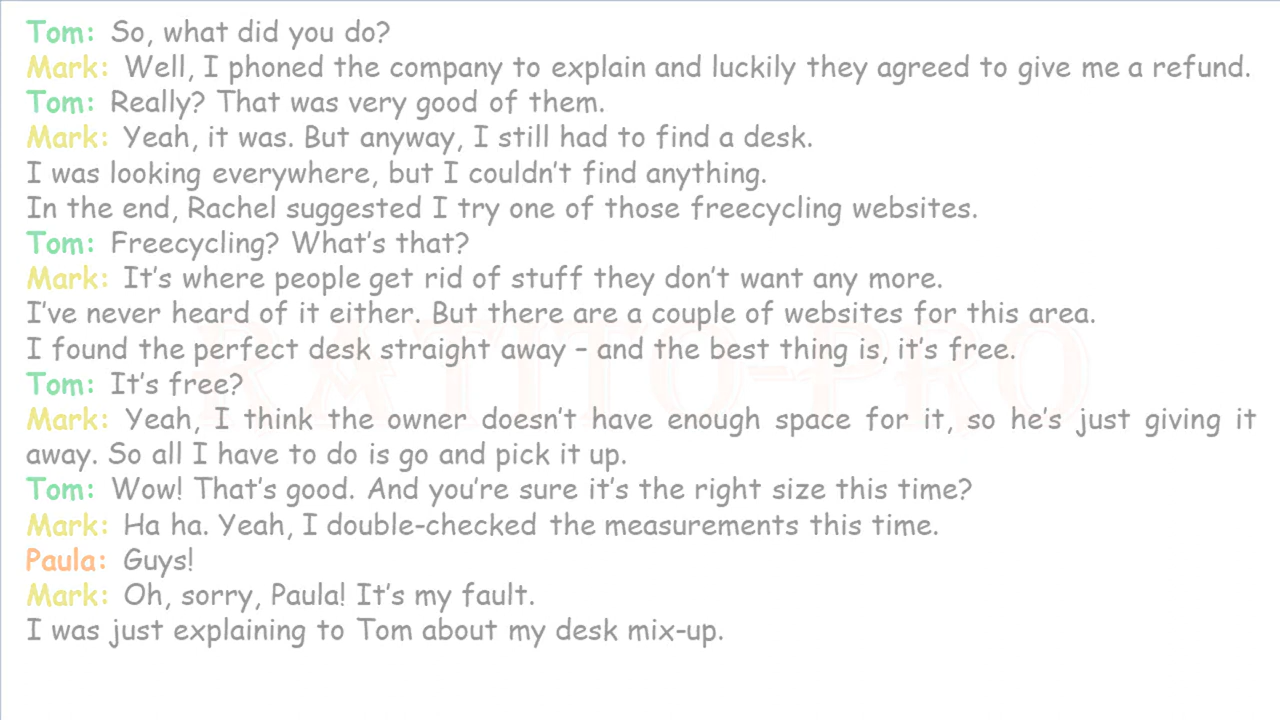 Tom: So, what did you do?
Mark: Well, I phoned the company to explain and luckily they agreed to give me a refund.
Tom: Really? That was very good of them.
Mark: Yeah, it was. But anyway, I still had to find a desk.
I was looking everywhere, but I couldn't find anything.
In the end, Rachel suggested I try one of those freecycling websites.
Tom: Freecycling? What's that?
Mark: It's where people get rid of stuff they don't want any more.
I've never heard of it either. But there are a couple of websites for this area.
I found the perfect desk straight away – and the best thing is, it's free.
RATITO-PRO
Tom: It's free?
Mark: Yeah, I think the owner doesn't have enough space for it, so he's just giving it
away. So all I have to do is go and pick it up.
Tom: Wow! That's good. And you're sure it's the right size this time?
Mark: Ha ha. Yeah, I double-checked the measurements this time.
Paula: Guys!
Mark: Oh, sorry, Paula! It's my fault.
I was just explaining to Tom about my desk mix-up.